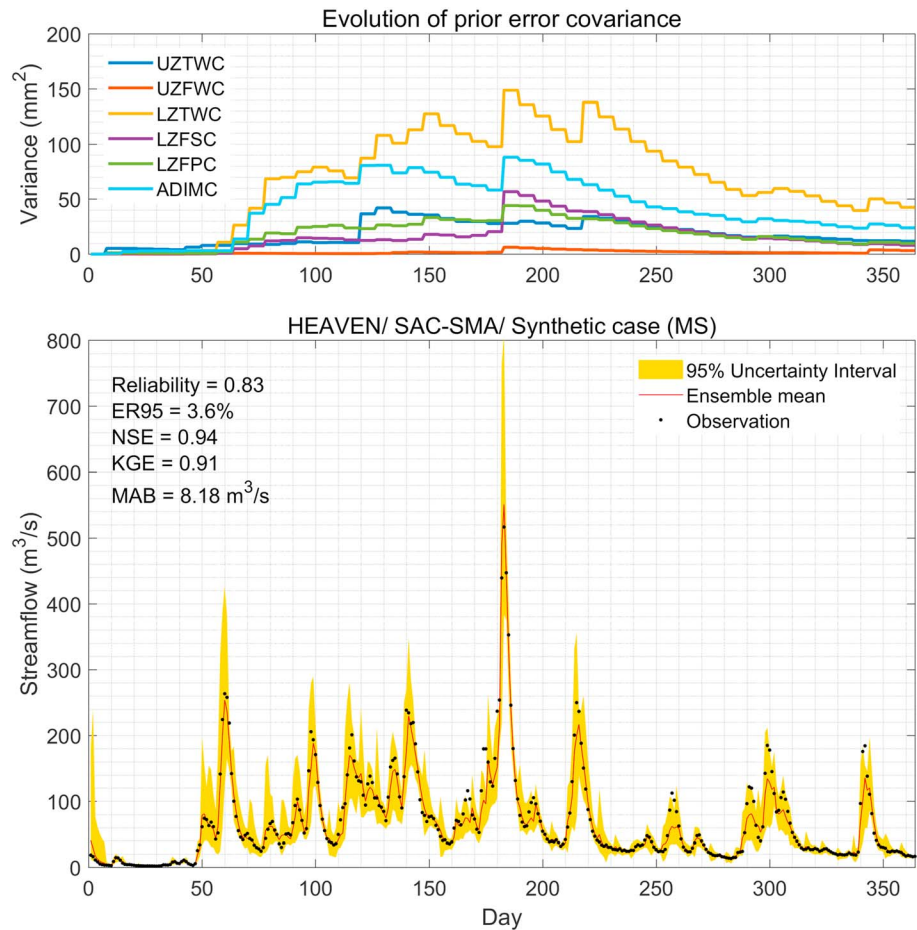 Evolution of prior error covariance
Variance (mm²)
200
150
100
50
0
UZTWC
UZFWC
LZTWC
LZFSC
LZFPC
ADIMC
0 50 100 150 200 250 300 350
HEAVEN/ SAC-SMA/ Synthetic case (MS)
Streamflow (m³/s)
800
700
600
500
400
300
200
100
0
Reliability = 0.83
ER95 = 3.6%
NSE = 0.94
KGE = 0.91
MAB = 8.18 m³/s
95% Uncertainty Interval
Ensemble mean
Observation
0 50 100 150 200 250 300 350
Day